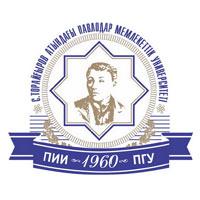 С.ТОРАЙҒЫРОВ АТЫНДАҒЫ ПАВЛОДАР МЕМЛЕКЕТТІК УНИВЕРСИТЕТІ
ПИИ 1960 ПГУ